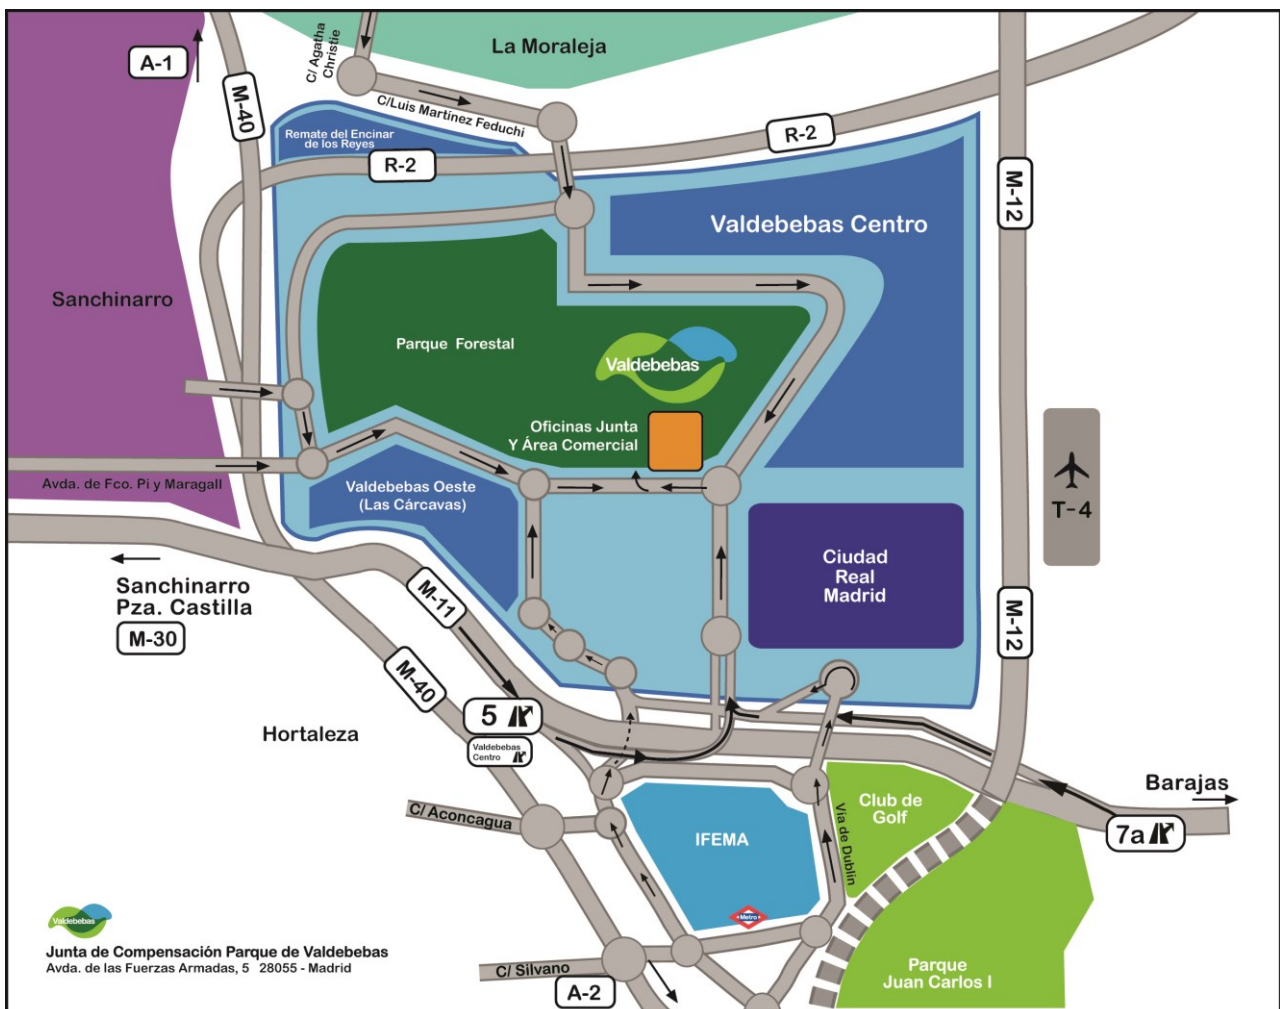 La Moraleja
A-1
C/ Agatha
Christie
M-40
C/Luis Martínez Feduchi
Remate del Encinar
de los Reyes
R-2
R-2
M-12
Valdebebas Centro
Sanchinarro
Parque Forestal
Valdebebas
Oficinas Junta
Y Área Comercial
Avda. de Fco. Pi y Maragall
Valdebebas Oeste
(Las Cárcavas)
T-4
Ciudad
Real
Madrid
Sanchinarro
Pza. Castilla
M-30
M-11
M-12
M-40
Hortaleza
5
Valdebebas
Centro
Barajas
C/ Aconcagua
IFEMA
Vía de Dublín
Club de
Golf
7a
Metro
Valdebebas
Junta de Compensación Parque de Valdebebas
Avda. de las Fuerzas Armadas, 5 28055 - Madrid
C/ Silvano
A-2
Parque
Juan Carlos I